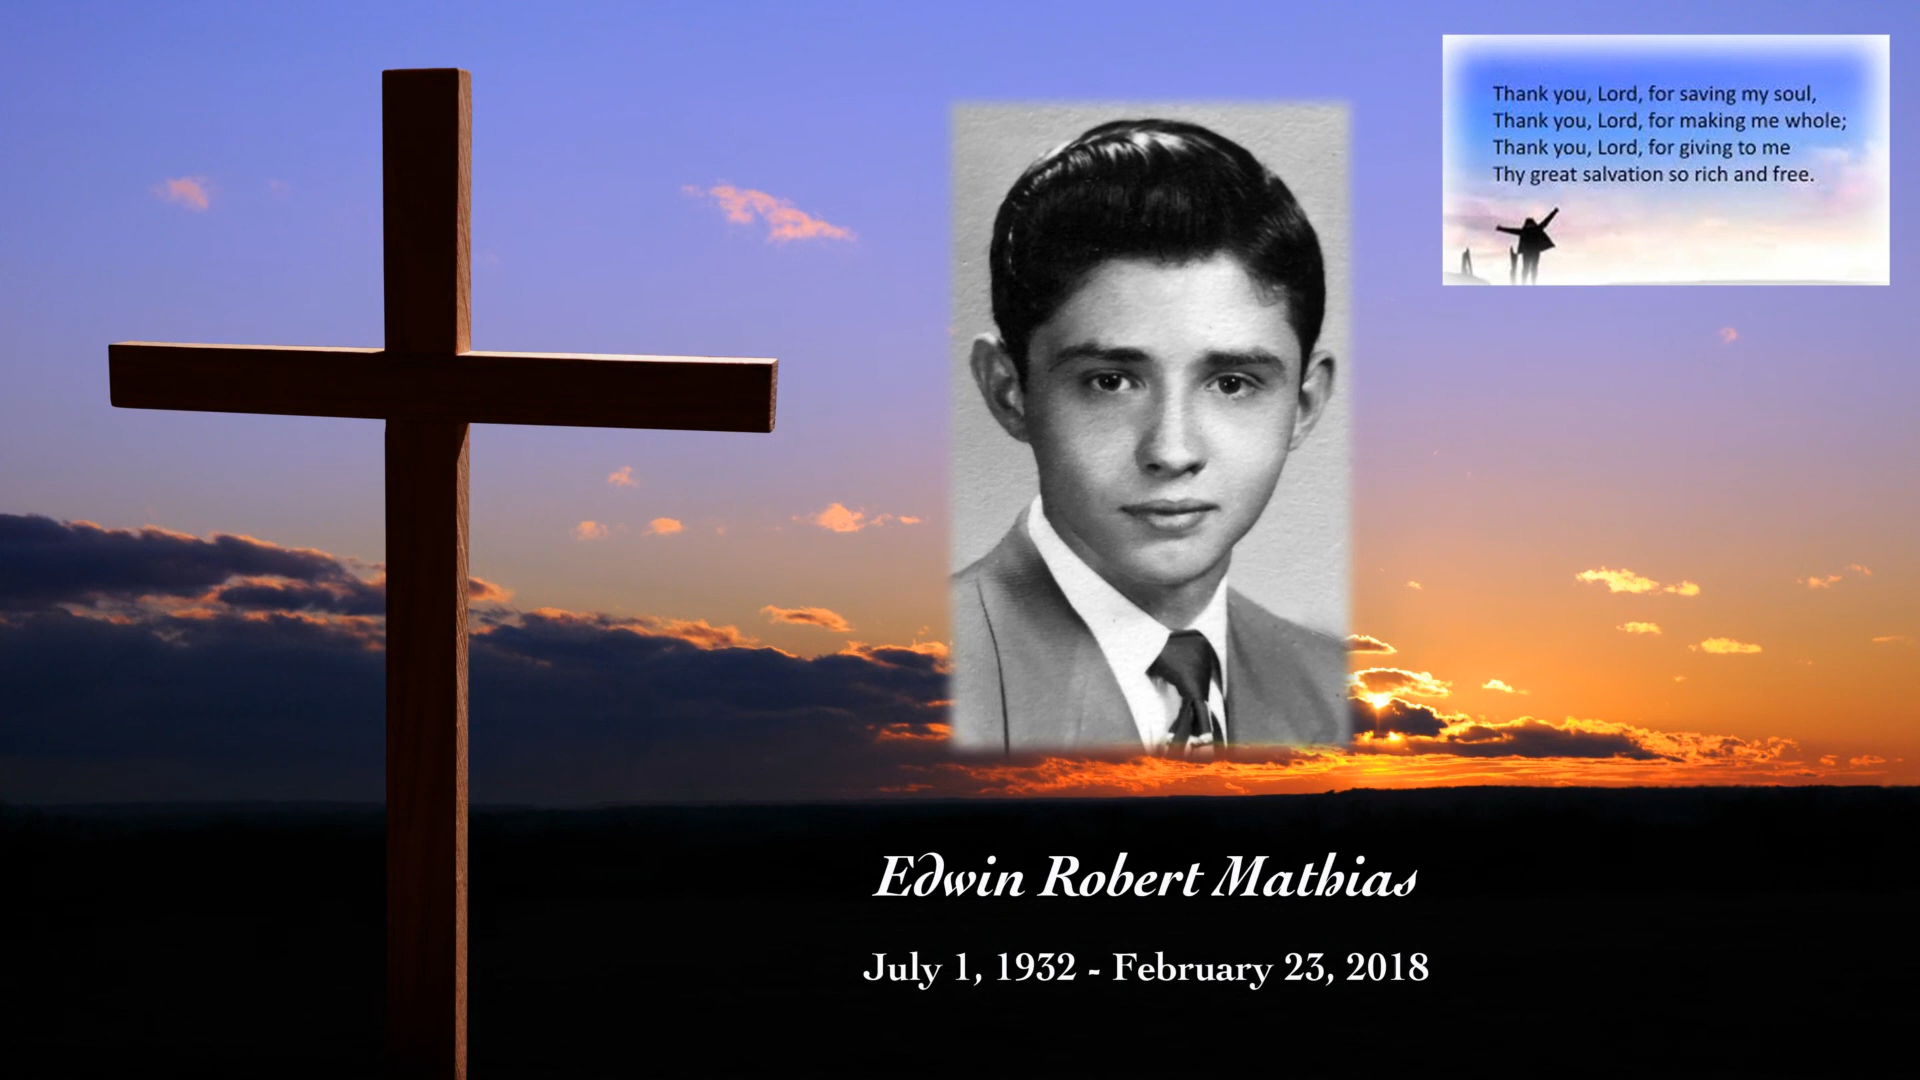 Thank you, Lord, for saving my soul,
Thank you, Lord, for making me whole;
Thank you, Lord, for giving to me
Thy great salvation so rich and free.
Edwin Robert Mathias
July 1, 1932 - February 23, 2018